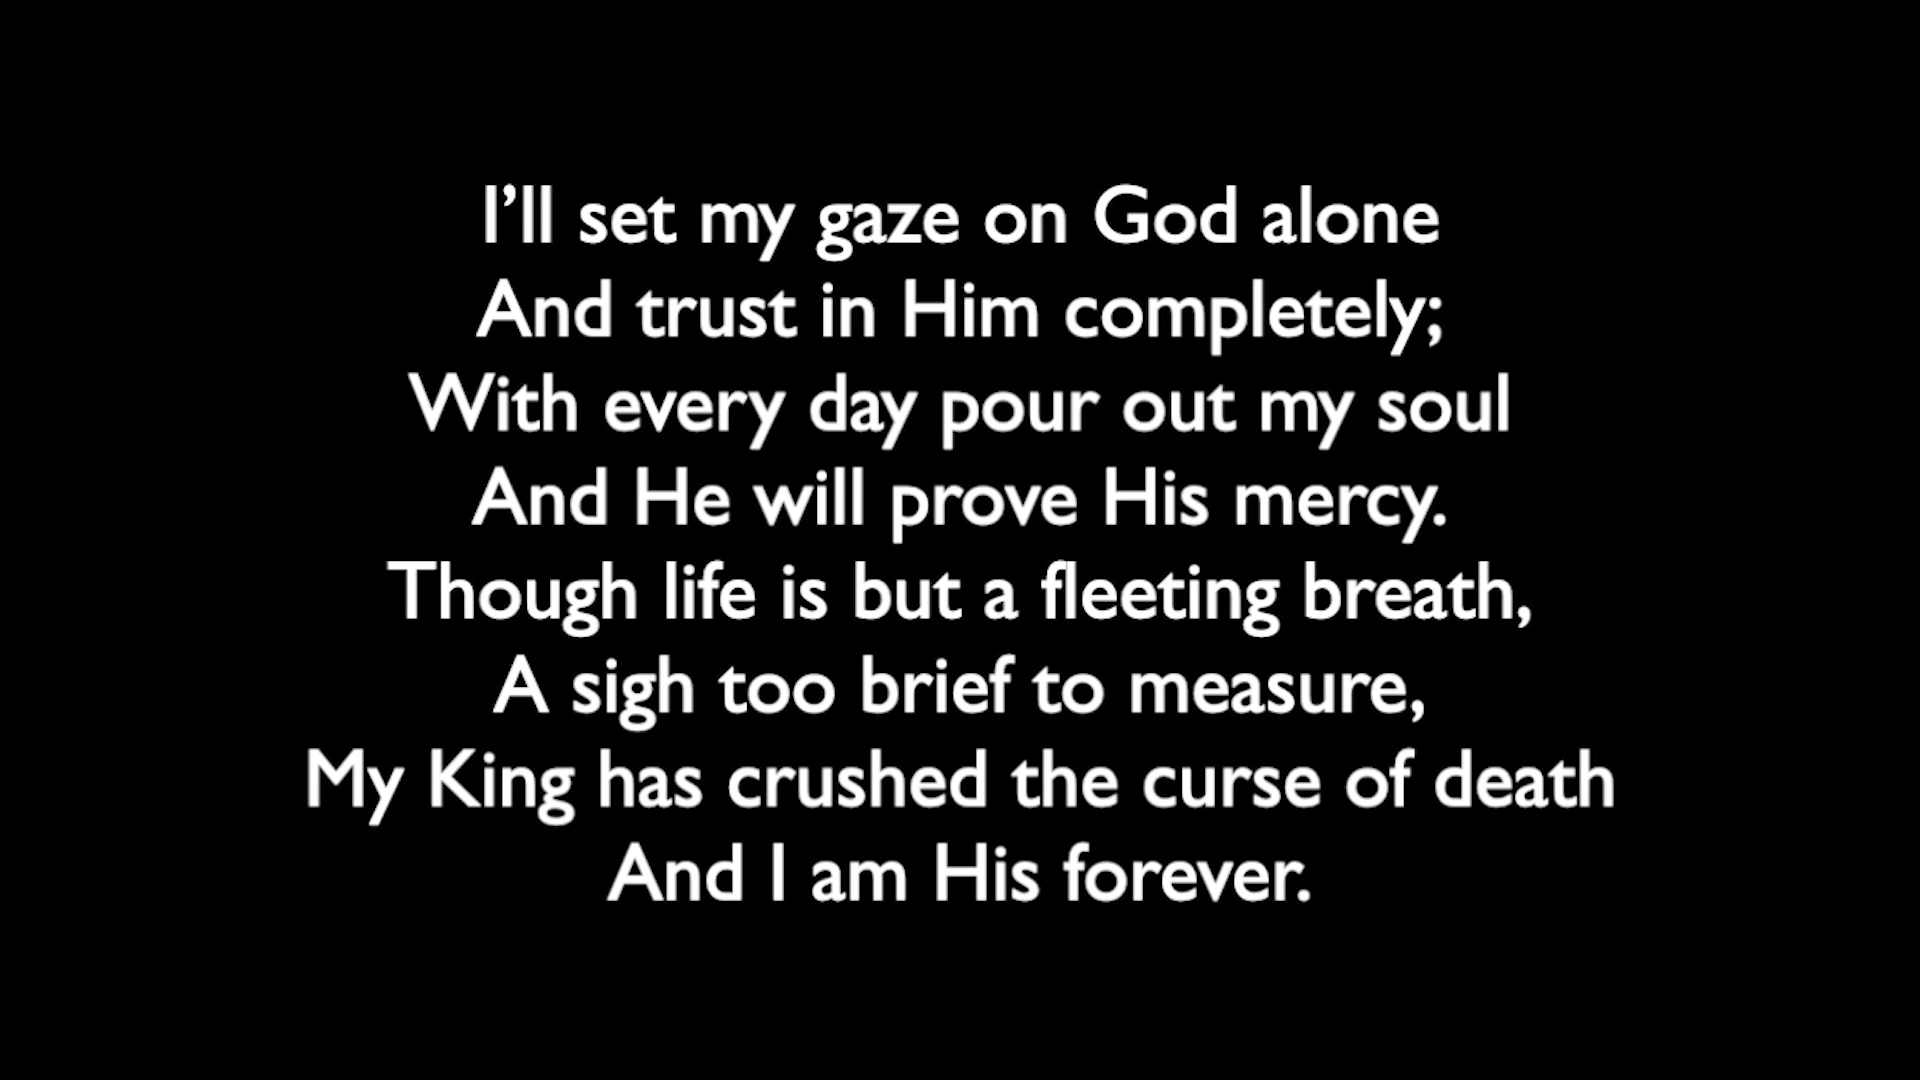 I’ll set my gaze on God alone
And trust in Him completely;
With every day pour out my soul
And He will prove His mercy.
Though life is but a fleeting breath,
A sigh too brief to measure,
My King has crushed the curse of death
And I am His forever.